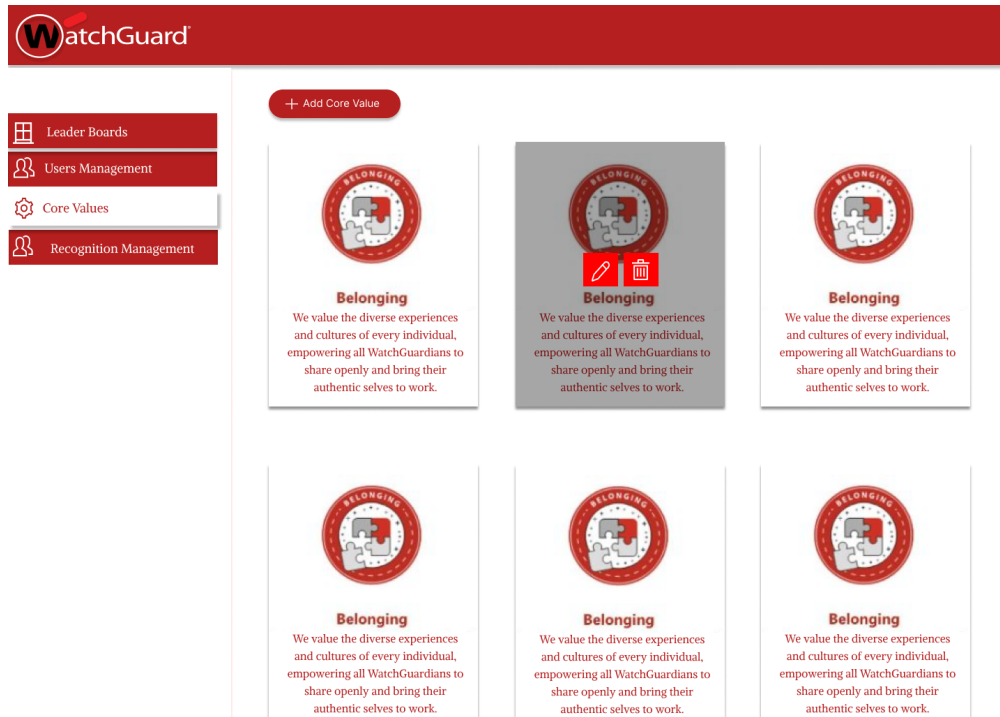 WatchGuard
+ Add Core Value
Leader Boards
Users Management
Core Values
Recognition Management
BELONGING
Belonging
We value the diverse experiences
and cultures of every individual,
empowering all WatchGuardians to
share openly and bring their
authentic selves to work.
BELONGING
Belonging
We value the diverse experiences
and cultures of every individual,
empowering all WatchGuardians to
share openly and bring their
authentic selves to work.
BELONGING
Belonging
We value the diverse experiences
and cultures of every individual,
empowering all WatchGuardians to
share openly and bring their
authentic selves to work.
BELONGING
Belonging
We value the diverse experiences
and cultures of every individual,
empowering all WatchGuardians to
share openly and bring their
authentic selves to work.
BELONGING
Belonging
We value the diverse experiences
and cultures of every individual,
empowering all WatchGuardians to
share openly and bring their
authentic selves to work.
BELONGING
Belonging
We value the diverse experiences
and cultures of every individual,
empowering all WatchGuardians to
share openly and bring their
authentic selves to work.